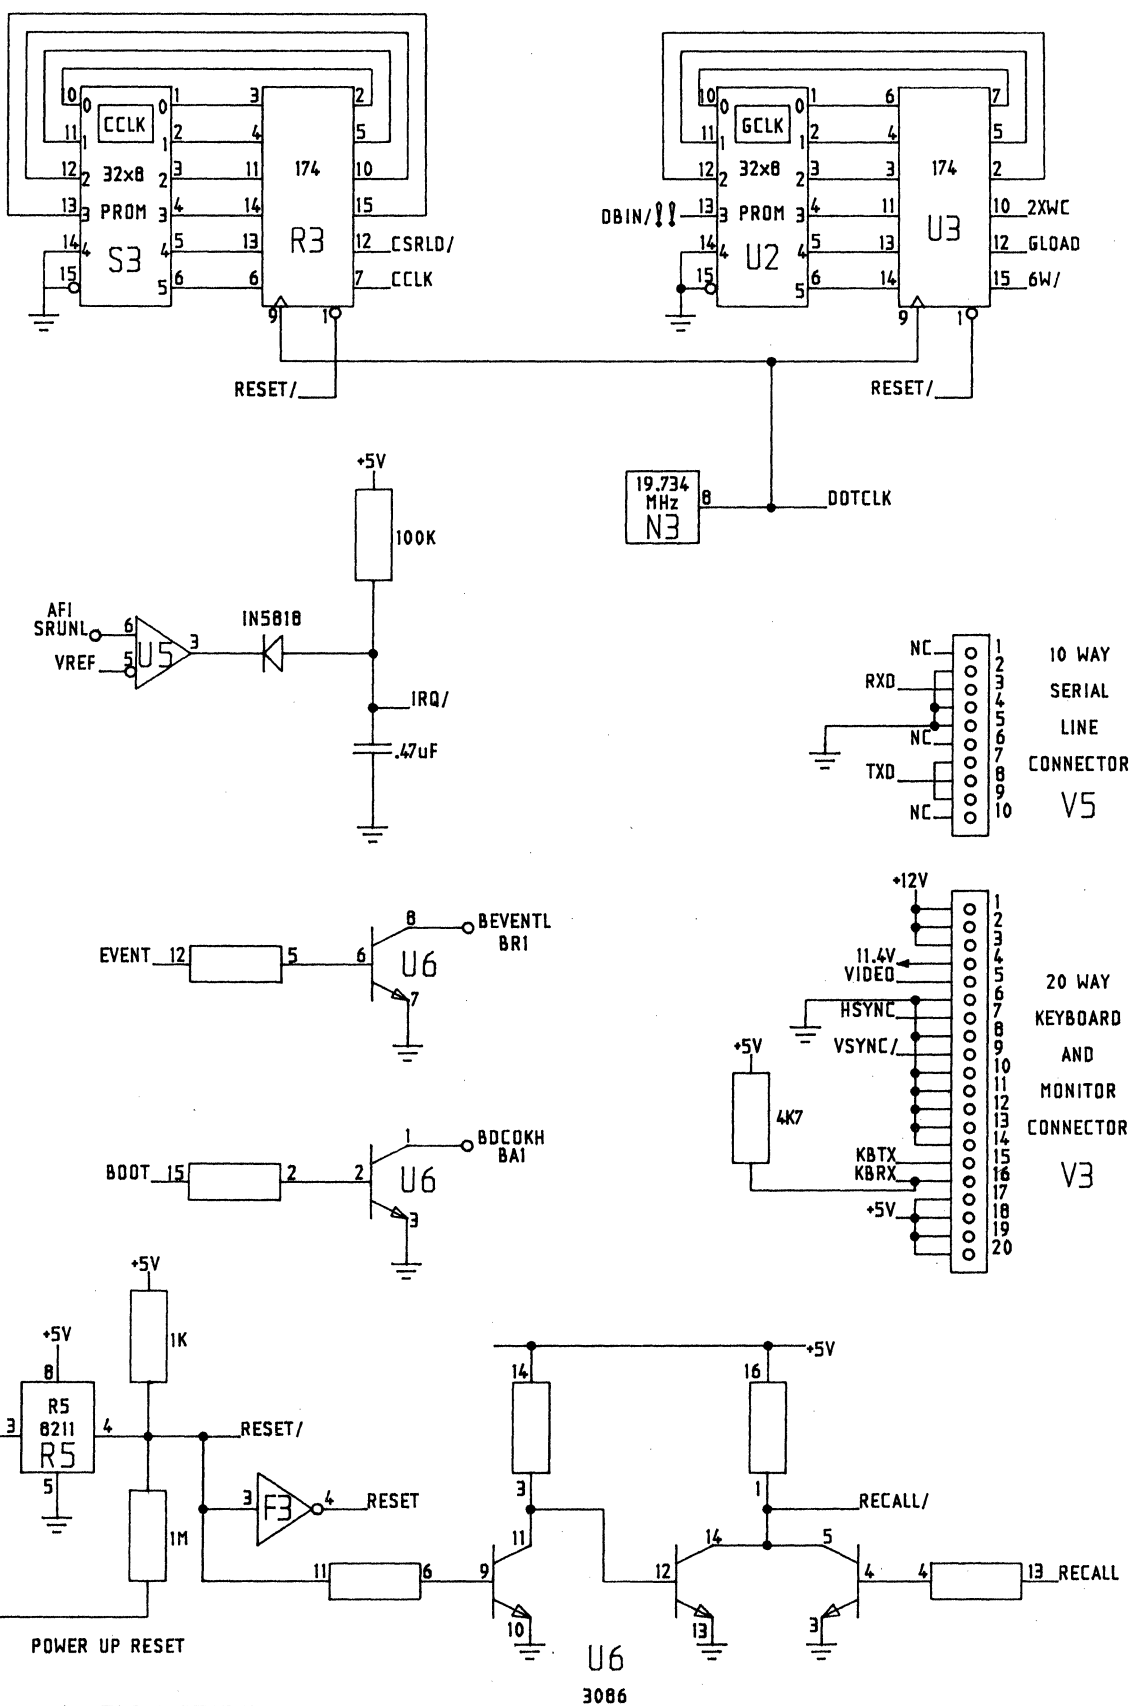 10 0 CCLK 0 1 3 2
11 1 1 2 4 5
12 2 32x8 2 3 11 174 10
13 3 PROM 3 4 14 15
14 4 S3 4 5 13 R3 12 CSRLD/
15 5 6 6 7 CCLK
9 1
RESET/
10 0 GCLK 0 1 6 7
11 1 1 2 4 5
12 2 32x8 2 3 3 174 2
DBIN/!! 13 3 PROM 3 4 11 10 2XWC
14 4 U2 4 5 13 U3 12 GLOAD
15 5 6 14 15 6W/
9 1
RESET/
19.734
MHz
N3
8
DOTCLK
+5V
100K
AFI
SRUNL 6
U5 3
VREF 5
IN5818
IRQ/
.47uF
NC 1
2
RXD 3
4
5
NC 6
7
TXD 8
9
NC 10
10 WAY
SERIAL
LINE
CONNECTOR
V5
EVENT 12 5 6 8
U6
7
BEVENTL
BR1
BOOT 15 2 2 1
U6
3
BDCOKH
BA1
+12V
1
2
3
11.4V 4
VIDEO 5
6
HSYNC 7
8
VSYNC/ 9
10
11
12
13
14
KBTX 15
KBRX 16
17
+5V 18
19
20
+5V
4K7
20 WAY
KEYBOARD
AND
MONITOR
CONNECTOR
V3
+5V
1K
+5V
8
3 R5 4
8211
R5
5
RESET/
3 F3 4 RESET
1M
11 6 9
POWER UP RESET
+5V
14 16
3 1
RECALL/
11 14 5
12 4 4 13 RECALL
10 13 3
U6
3086